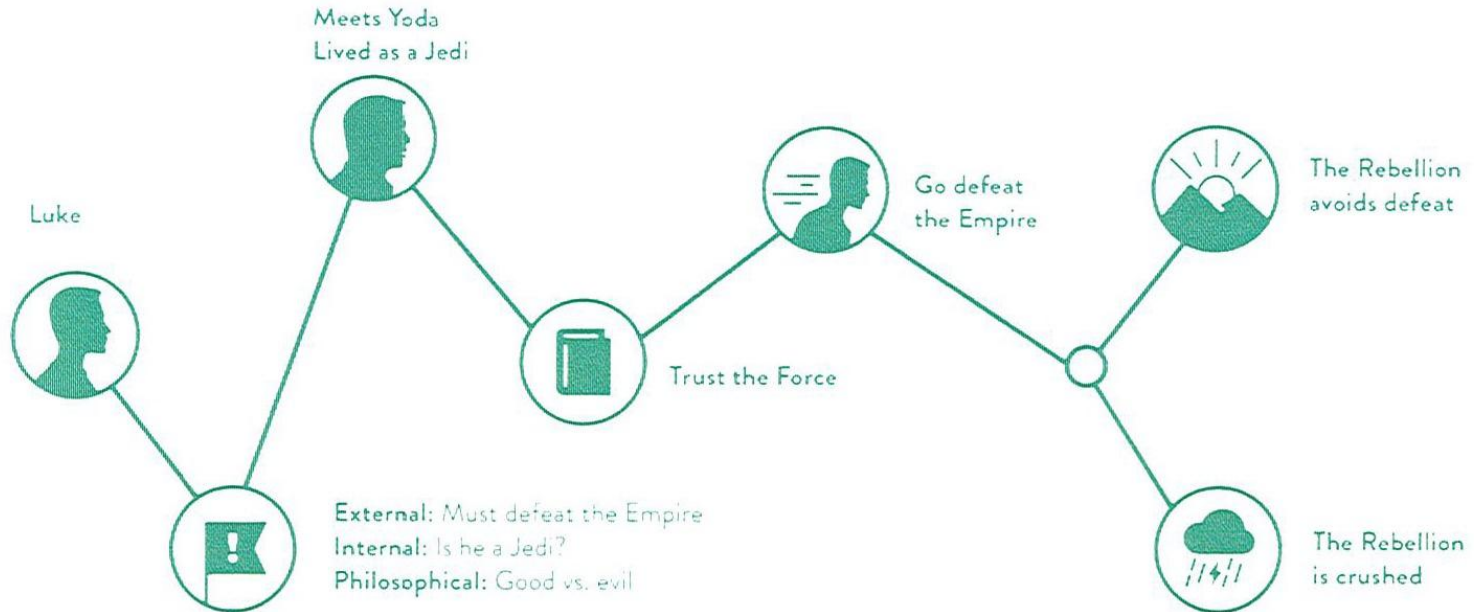 Luke
External: Must defeat the Empire
Internal: Is he a Jedi?
Philosophical: Good vs. evil
Meets Yoda
Lived as a Jedi
Trust the Force
Go defeat
the Empire
The Rebellion
avoids defeat
The Rebellion
is crushed